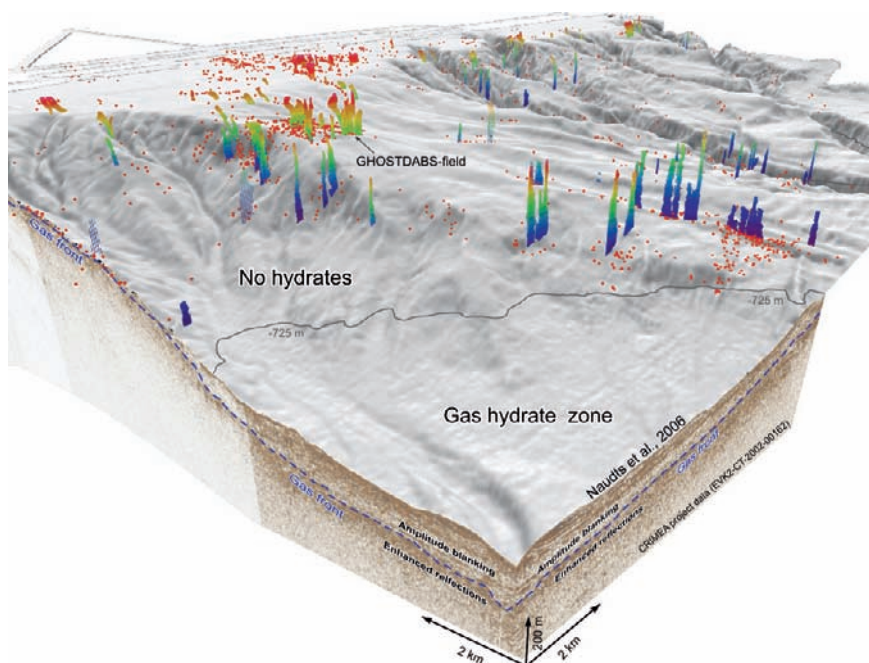 GHOSTDABS-field
Gas front
No hydrates
-725 m
-725 m
Gas hydrate zone
Naudts et al., 2006
Gas front
CRIMEA project data (EVK2-CT-2002-00162)
Gas front
Amplitude blanking
Enhanced relfections
Amplitude blanking
Enhanced reflections
200 m
2 km
2 km